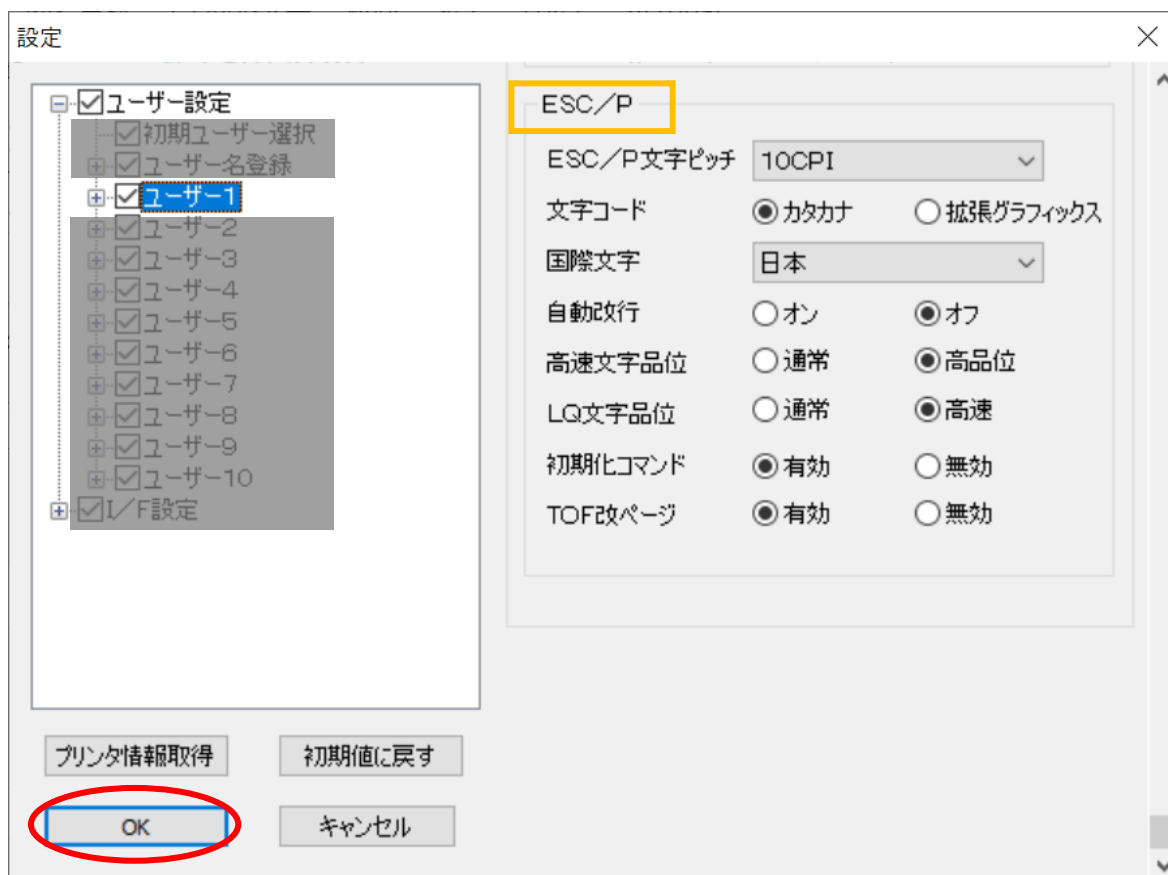 設定
ユーザー設定
初期ユーザー選択
ユーザー名登録
ユーザー1
ユーザー2
ユーザー3
ユーザー4
ユーザー5
ユーザー6
ユーザー7
ユーザー8
ユーザー9
ユーザー10
I/F設定
ESC/P
ESC/P文字ピッチ 10CPI
文字コード カタカナ 拡張グラフィックス
国際文字 日本
自動改行 オン オフ
高速文字品位 通常 高品位
LQ文字品位 通常 高速
初期化コマンド 有効 無効
TOF改ページ 有効 無効
プリンタ情報取得 初期値に戻す
OK キャンセル